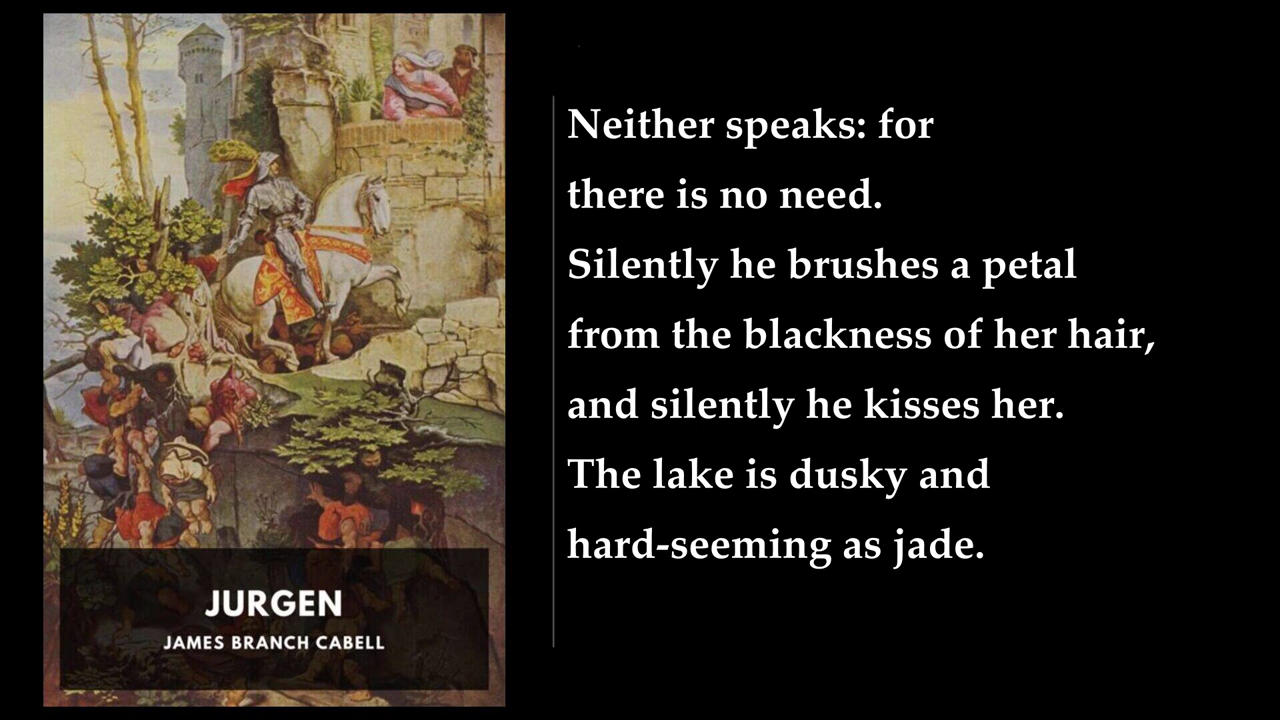 JURGEN
JAMES BRANCH CABELL
Neither speaks: for
there is no need.
Silently he brushes a petal
from the blackness of her hair,
and silently he kisses her.
The lake is dusky and
hard-seeming as jade.